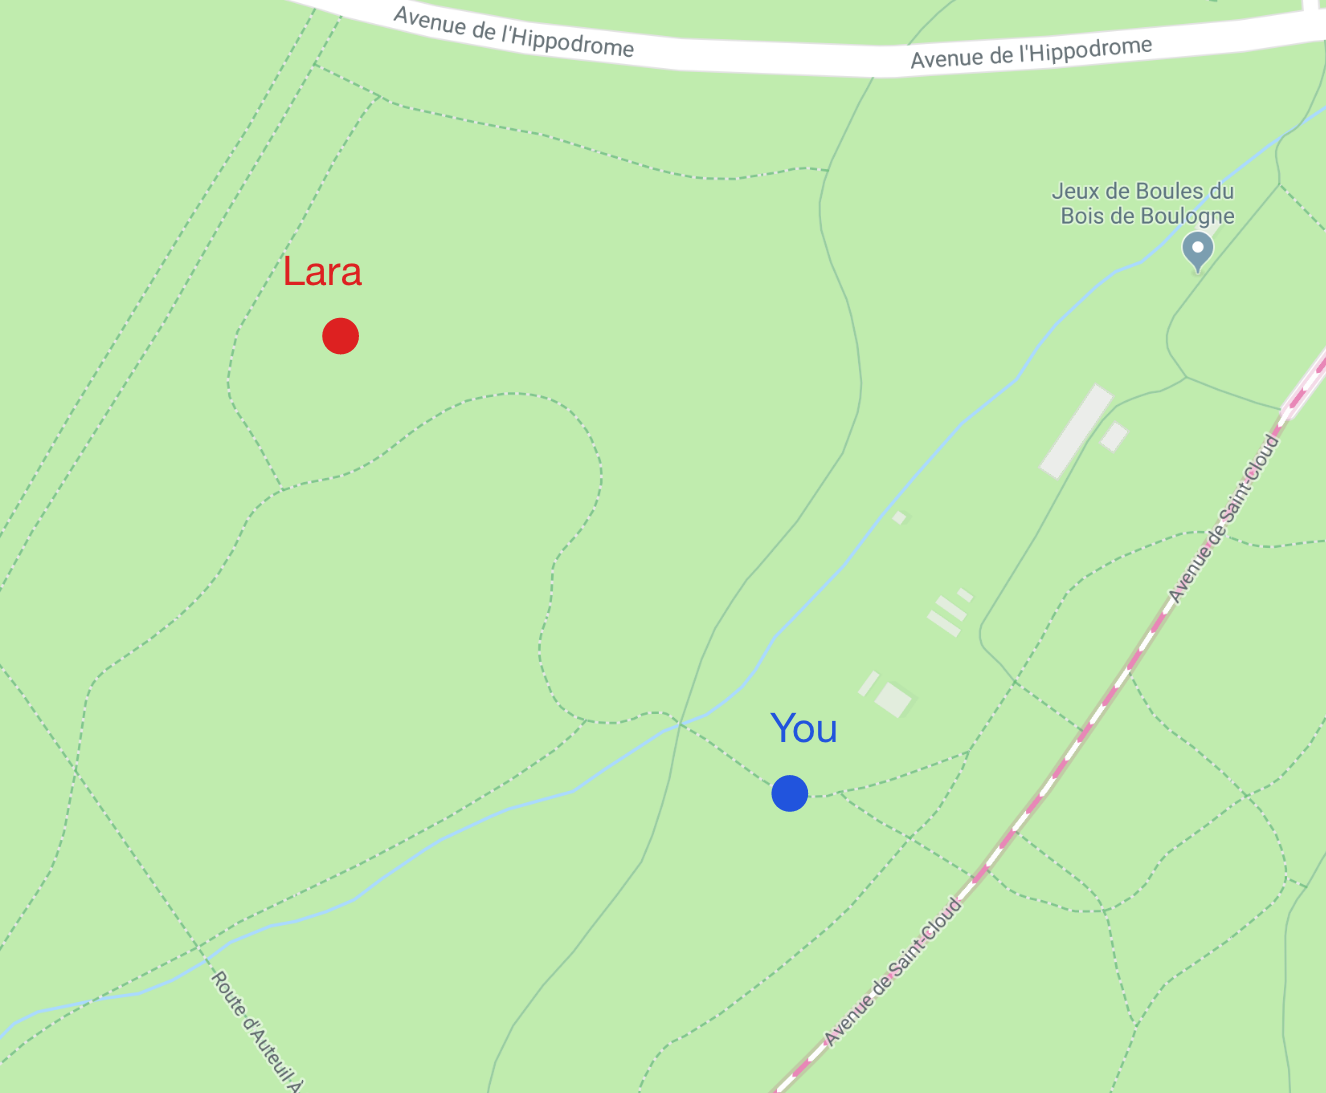 Avenue de l'Hippodrome
Avenue de l'Hippodrome
Jeux de Boules du
Bois de Boulogne
Lara
Avenue de Saint-Cloud
You
Avenue de Saint-Cloud
Route d'Auteuil À